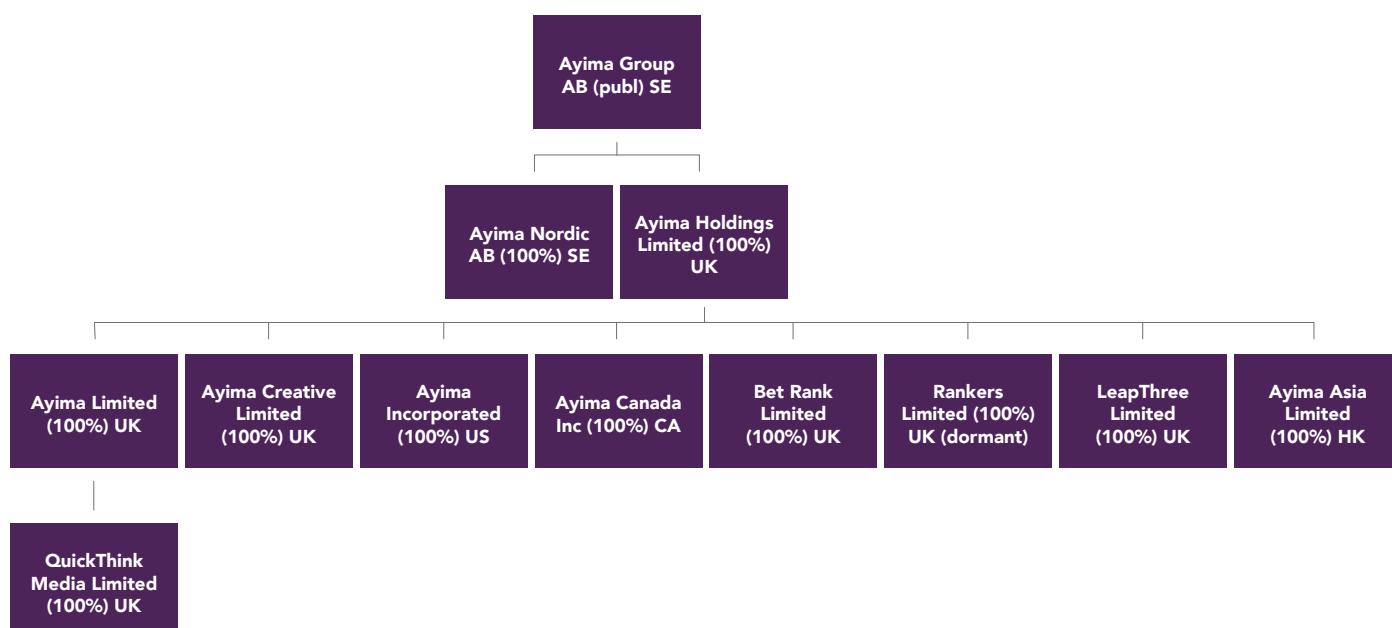 Ayima Group
AB (publ) SE
Ayima Nordic
AB (100%) SE
Ayima Holdings
Limited (100%)
UK
Ayima Limited
(100%) UK
Ayima Creative
Limited
(100%) UK
Ayima
Incorporated
(100%) US
Ayima Canada
Inc (100%) CA
Bet Rank
Limited
(100%) UK
Rankers
Limited (100%)
UK (dormant)
LeapThree
Limited
(100%) UK
Ayima Asia
Limited
(100%) HK
QuickThink
Media Limited
(100%) UK